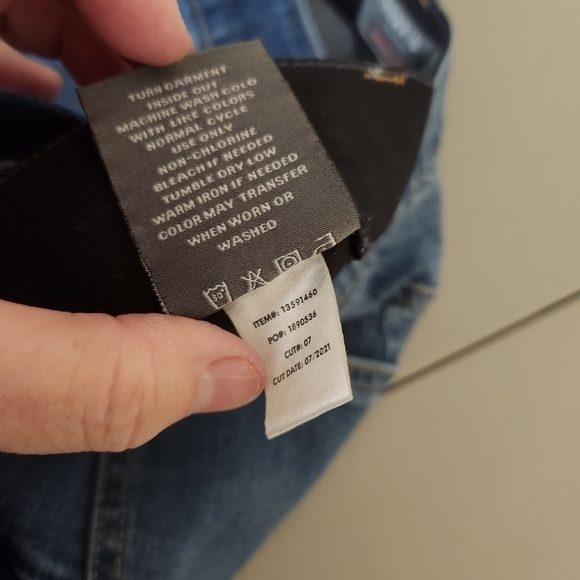 TURN GARMENT
INSIDE OUT
MACHINE WASH COLD
WITH LIKE COLORS
NORMAL CYCLE
USE ONLY
NON-CHLORINE
BLEACH IF NEEDED
TUMBLE DRY LOW
WARM IRON IF NEEDED
COLOR MAY TRANSFER
WHEN WORN OR
WASHED
30°
ITEM#: 13591460
PO#: 1890536
CUT#: 07
CUT DATE: 07/2021